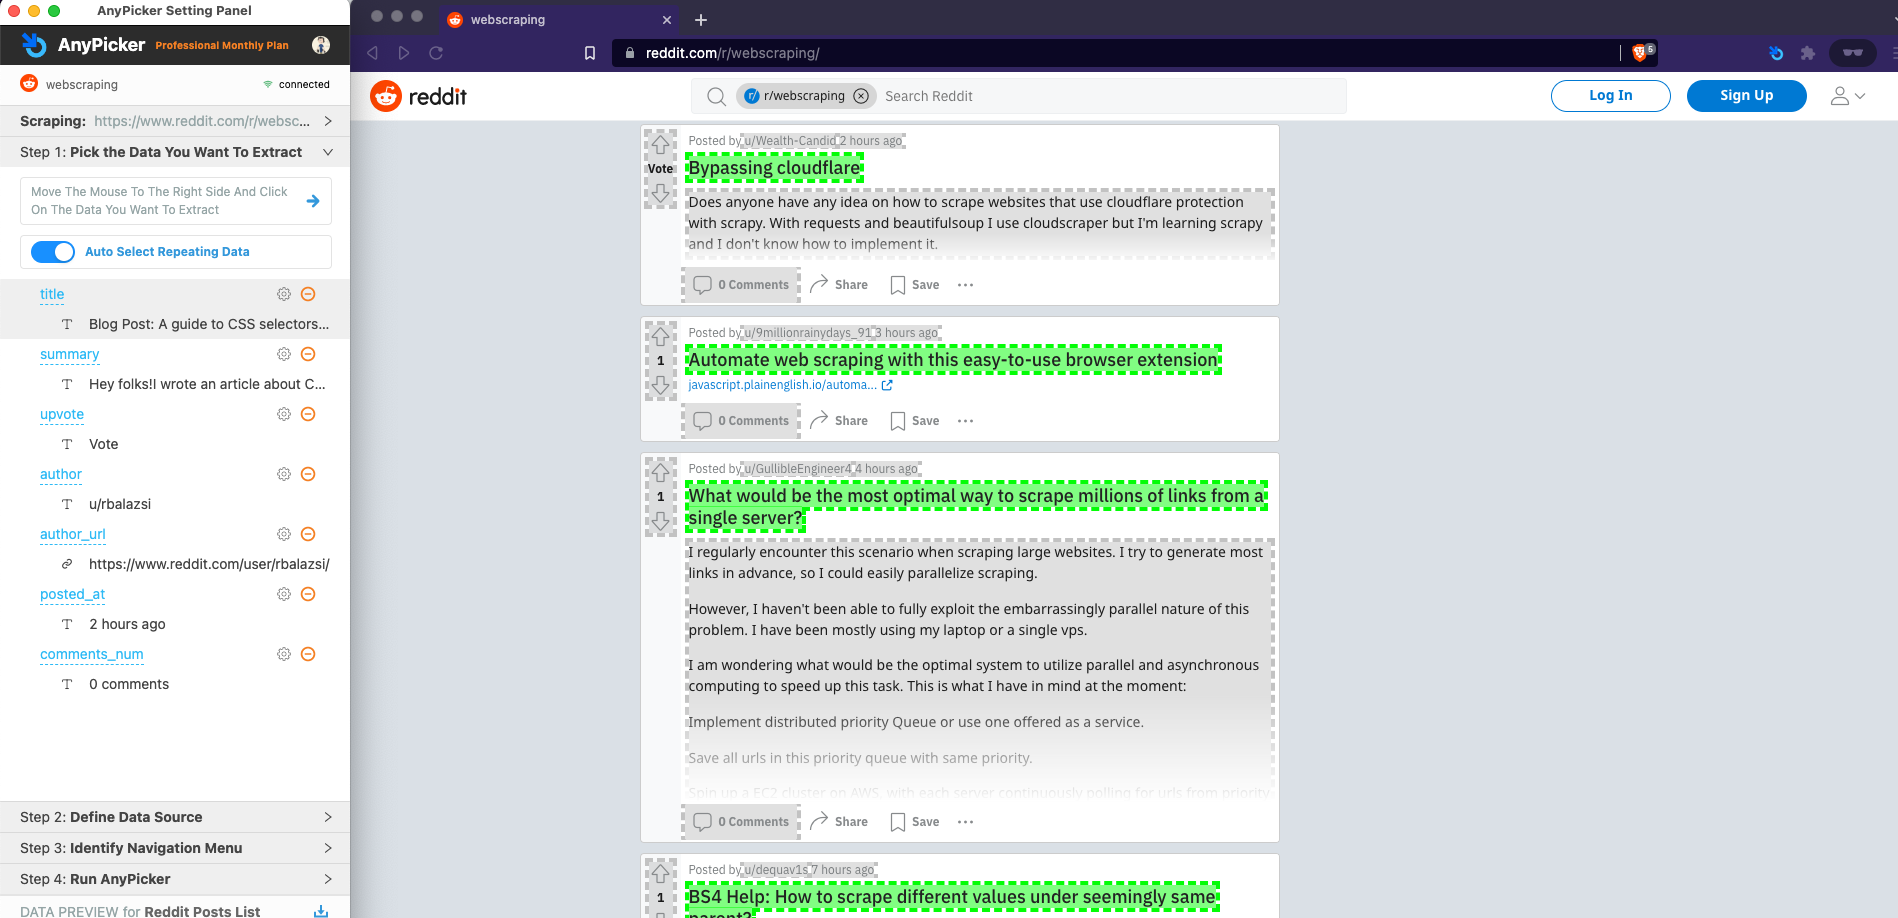 AnyPicker Setting Panel
AnyPicker Professional Monthly Plan
webscraping
connected
Scraping: https://www.reddit.com/r/websc...
Step 1: Pick the Data You Want To Extract
Move The Mouse To The Right Side And Click
On The Data You Want To Extract
Auto Select Repeating Data
title
Blog Post: A guide to CSS selectors...
summary
Hey folks!I wrote an article about C...
upvote
Vote
author
u/rbalazsi
author_url
https://www.reddit.com/user/rbalazsi/
posted_at
2 hours ago
comments_num
0 comments
Step 2: Define Data Source
Step 3: Identify Navigation Menu
Step 4: Run AnyPicker
DATA PREVIEW for Reddit Posts List
webscraping
reddit.com/r/webscraping/
5
reddit
r/ r/webscraping
Search Reddit
Log In
Sign Up
Posted by u/Wealth-Candid 2 hours ago
Vote
Bypassing cloudflare
Does anyone have any idea on how to scrape websites that use cloudflare protection
with scrapy. With requests and beautifulsoup I use cloudscraper but I'm learning scrapy
and I don't know how to implement it.
0 Comments Share Save
Posted by u/9millionrainydays_91 3 hours ago
1
Automate web scraping with this easy-to-use browser extension
javascript.plainenglish.io/automa...
0 Comments Share Save
Posted by u/GullibleEngineer4 4 hours ago
1
What would be the most optimal way to scrape millions of links from a
single server?
I regularly encounter this scenario when scraping large websites. I try to generate most
links in advance, so I could easily parallelize scraping.
However, I haven't been able to fully exploit the embarrassingly parallel nature of this
problem. I have been mostly using my laptop or a single vps.
I am wondering what would be the optimal system to utilize parallel and asynchronous
computing to speed up this task. This is what I have in mind at the moment:
Implement distributed priority Queue or use one offered as a service.
Save all urls in this priority queue with same priority.
Spin up a EC2 cluster on AWS, with each server continuously polling for urls from priority
0 Comments Share Save
Posted by u/dequav1s 7 hours ago
1
BS4 Help: How to scrape different values under seemingly same
parent?